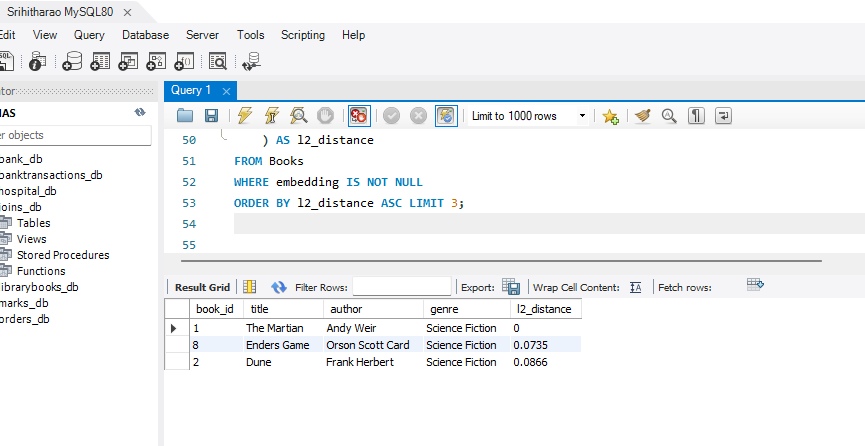 Srihitharao MySQL80
Edit View Query Database Server Tools Scripting Help
Query 1
Limit to 1000 rows
50 ) AS l2_distance
51 FROM Books
52 WHERE embedding IS NOT NULL
53 ORDER BY l2_distance ASC LIMIT 3;
54
55
objects
bank_db
banktransactions_db
hospital_db
joins_db
Tables
Views
Stored Procedures
Functions
librarybooks_db
marks_db
orders_db
Result Grid Filter Rows: Export: Wrap Cell Content: Fetch rows:
book_id title author genre l2_distance
1 The Martian Andy Weir Science Fiction 0
8 Enders Game Orson Scott Card Science Fiction 0.0735
2 Dune Frank Herbert Science Fiction 0.0866